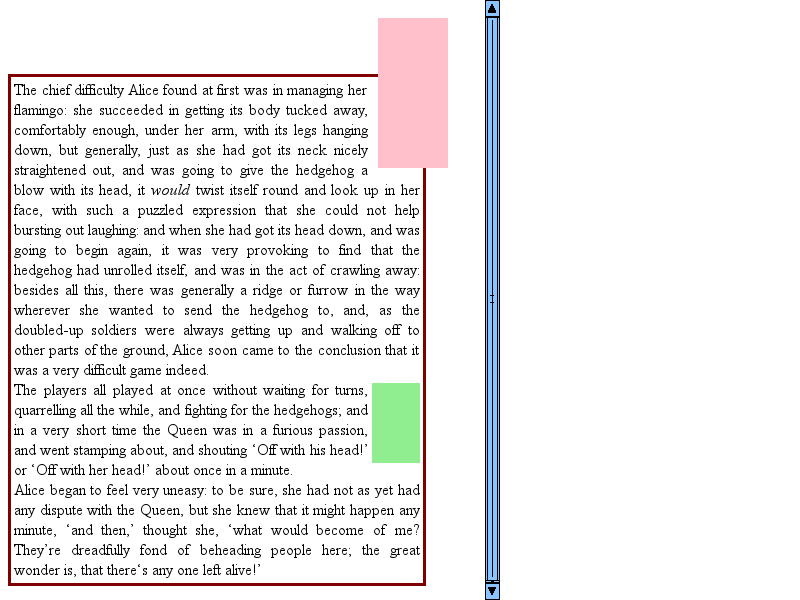 The chief difficulty Alice found at first was in managing her
flamingo: she succeeded in getting its body tucked away,
comfortably enough, under her arm, with its legs hanging
down, but generally, just as she had got its neck nicely
straightened out, and was going to give the hedgehog a
blow with its head, it would twist itself round and look up in her
face, with such a puzzled expression that she could not help
bursting out laughing: and when she had got its head down, and was
going to begin again, it was very provoking to find that the
hedgehog had unrolled itself, and was in the act of crawling away:
besides all this, there was generally a ridge or furrow in the way
wherever she wanted to send the hedgehog to, and, as the
doubled-up soldiers were always getting up and walking off to
other parts of the ground, Alice soon came to the conclusion that it
was a very difficult game indeed.
The players all played at once without waiting for turns,
quarrelling all the while, and fighting for the hedgehogs; and
in a very short time the Queen was in a furious passion,
and went stamping about, and shouting ‘Off with his head!’
or ‘Off with her head!’ about once in a minute.
Alice began to feel very uneasy: to be sure, she had not as yet had
any dispute with the Queen, but she knew that it might happen any
minute, ‘and then,’ thought she, ‘what would become of me?
They’re dreadfully fond of beheading people here; the great
wonder is, that there‘s any one left alive!’